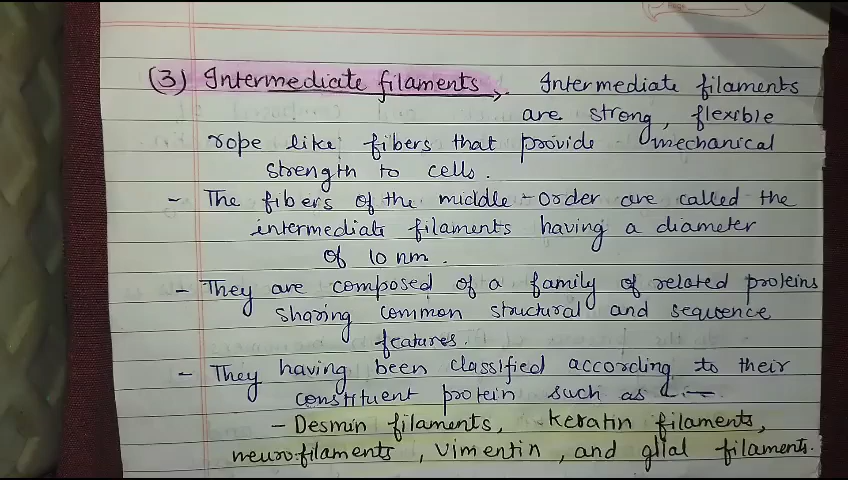 (3) Intermediate filaments → Intermediate filaments
are strong, flexible
rope like fibers that provide mechanical
strength to cells.
- The fibers of the middle-order are called the
intermediate filaments having a diameter
of 10 nm.
- They are composed of a family of related proteins
sharing common structural and sequence
features.
- They having been classified according to their
constituent protein such as :-
- Desmin filaments, keratin filaments,
neurofilaments, vimentin, and glial filaments.